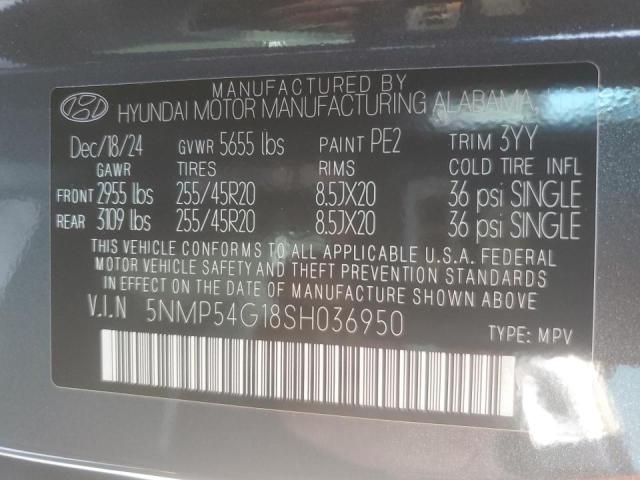 MANUFACTURED BY
HYUNDAI MOTOR MANUFACTURING ALABAMA, LLC
Dec/18/24 GVWR 5655 lbs PAINT PE2 TRIM 3YY
GAWR TIRES RIMS COLD TIRE INFL
FRONT 2955 lbs 255/45R20 8.5JX20 36 psi SINGLE
REAR 3109 lbs 255/45R20 8.5JX20 36 psi SINGLE
THIS VEHICLE CONFORMS TO ALL APPLICABLE U.S.A. FEDERAL
MOTOR VEHICLE SAFETY AND THEFT PREVENTION STANDARDS
IN EFFECT ON THE DATE OF MANUFACTURE SHOWN ABOVE
V.I.N 5NMP54G18SH036950
TYPE: MPV